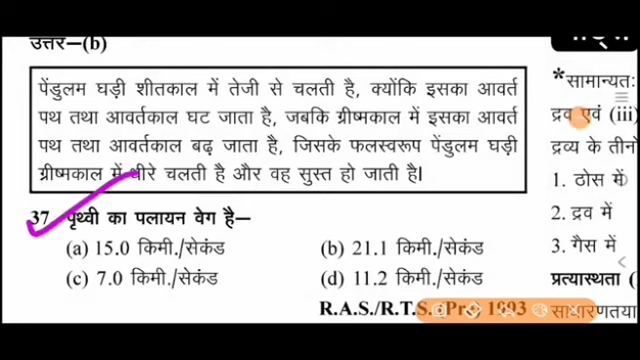 उत्तर–(b)
पेंडुलम घड़ी शीतकाल में तेजी से चलती है, क्योंकि इसका आवर्त
पथ तथा आवर्तकाल घट जाता है, जबकि ग्रीष्मकाल में इसका आवर्त
पथ तथा आवर्तकाल बढ़ जाता है, जिसके फलस्वरूप पेंडुलम घड़ी
ग्रीष्मकाल में धीरे चलती है और वह सुस्त हो जाती है।
37. पृथ्वी का पलायन वेग है–
(a) 15.0 किमी./सेकंड (b) 21.1 किमी./सेकंड
(c) 7.0 किमी./सेकंड (d) 11.2 किमी./सेकंड
R.A.S./R.T.S. (Pre) 1993
*सामान्यतः
द्रव एवं (iii)
द्रव्य के तीनो
1. ठोस में
2. द्रव में
3. गैस में
प्रत्यास्थता (
साधारणतया